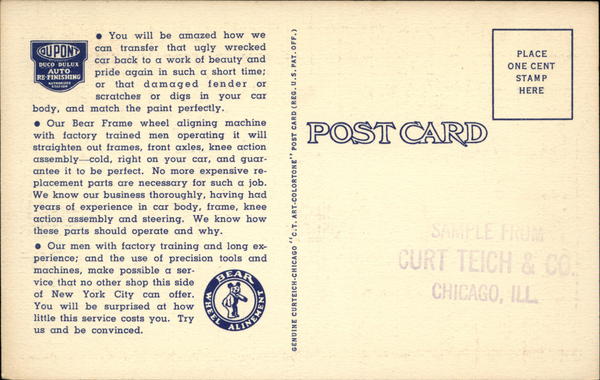 DUPONT
DUCO DULUX
AUTO
RE-FINISHING
AUTHORIZED
STATION
• You will be amazed how we
can transfer that ugly wrecked
car back to a work of beauty and
pride again in such a short time;
or that damaged fender or
scratches or digs in your car
body, and match the paint perfectly.
• Our Bear Frame wheel aligning machine
with factory trained men operating it will
straighten out frames, front axles, knee action
assembly—cold, right on your car, and guar-
antee it to be perfect. No more expensive re-
placement parts are necessary for such a job.
We know our business thoroughly, having had
years of experience in car body, frame, knee
action assembly and steering. We know how
these parts should operate and why.
• Our men with factory training and long ex-
perience; and the use of precision tools and
machines, make possible a ser-
vice that no other shop this side
of New York City can offer.
You will be surprised at how
little this service costs you. Try
us and be convinced.
BEAR
WHEEL ALINEMENT
GENUINE CURTEICH-CHICAGO "C.T. ART-COLORTONE" POST CARD (REG. U.S. PAT. OFF.)
POST CARD
PLACE
ONE CENT
STAMP
HERE
SAMPLE FROM
CURT TEICH & CO.
CHICAGO, ILL.